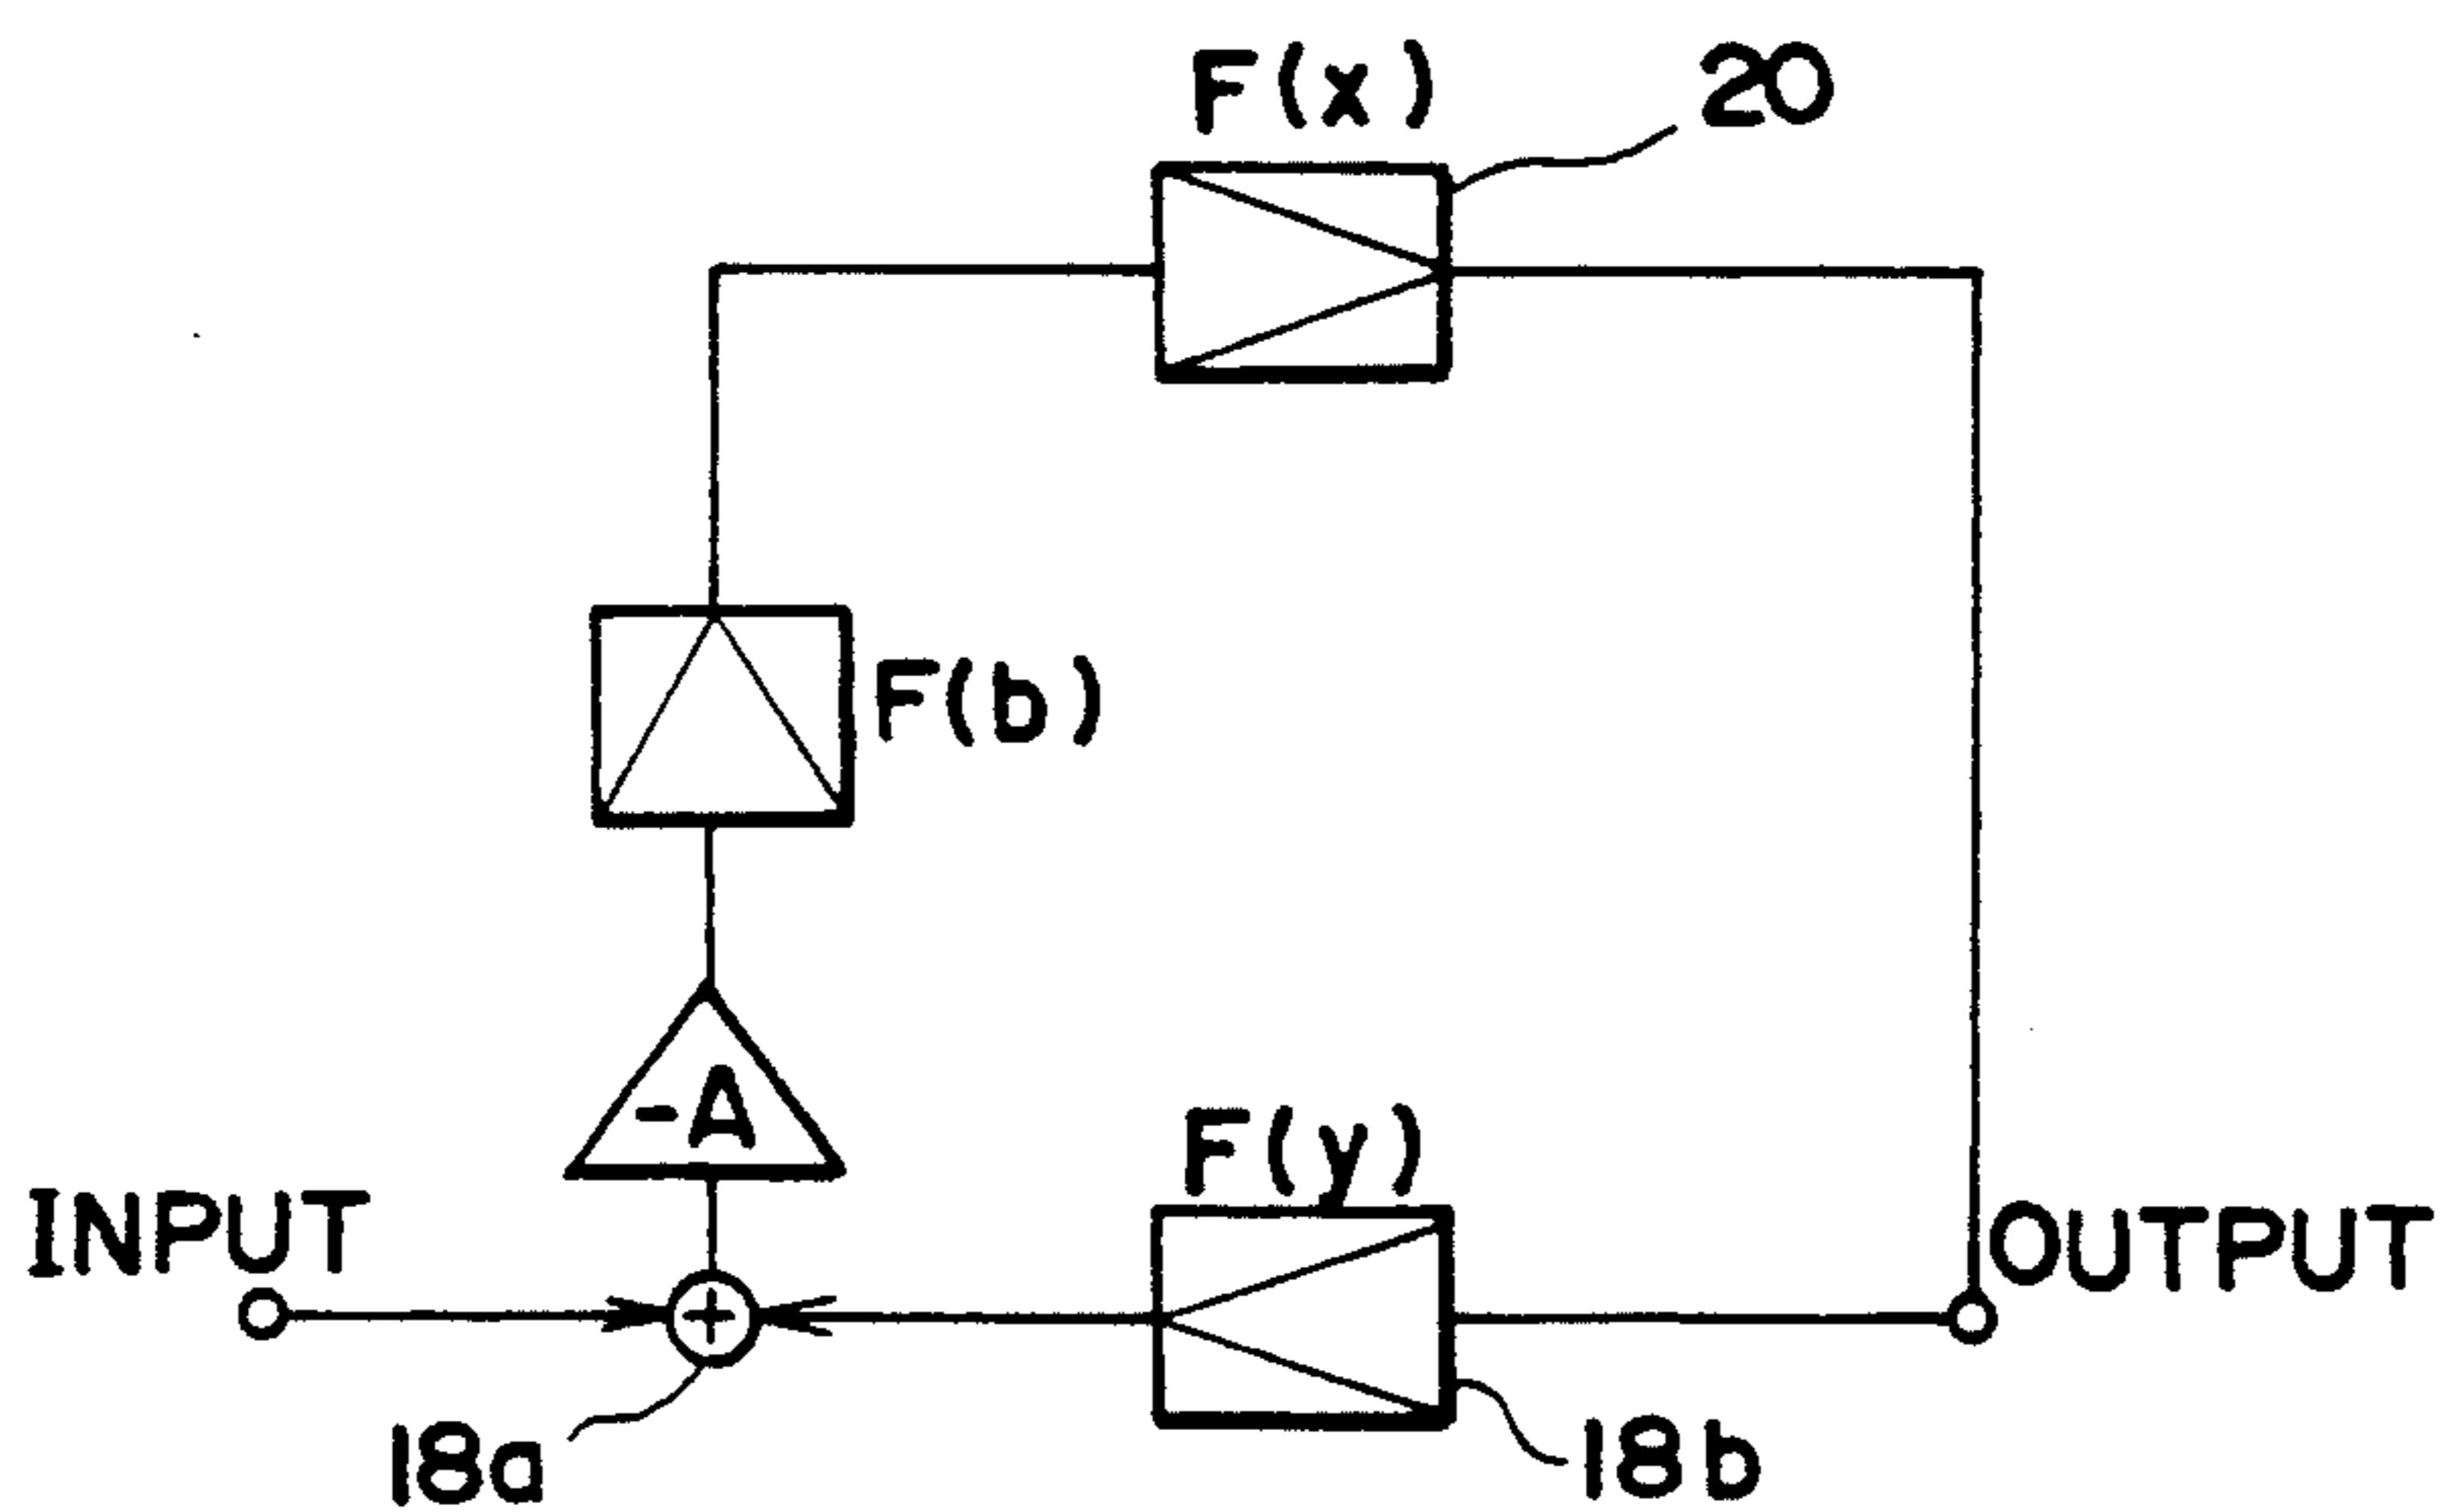 F(x)
20
F(b)
-A
F(y)
INPUT
OUTPUT
+
18a
18b